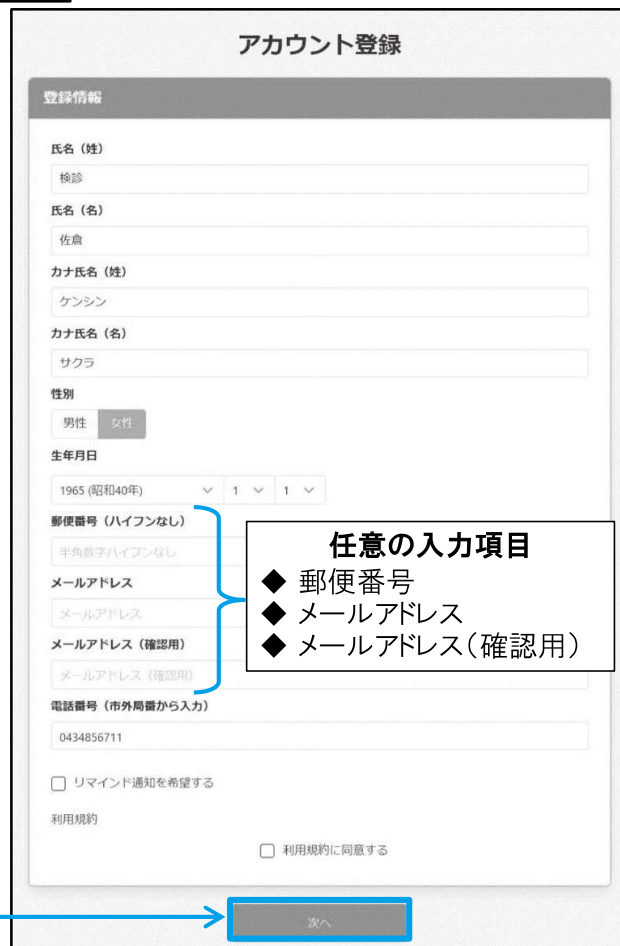 アカウント登録
登録情報
氏名（姓）
検診
氏名（名）
佐倉
カナ氏名（姓）
ケンシン
カナ氏名（名）
サクラ
性別
男性 女性
生年月日
1965 (昭和40年) 1 1
郵便番号（ハイフンなし）
半角数字ハイフンなし
メールアドレス
メールアドレス
メールアドレス（確認用）
メールアドレス（確認用）
任意の入力項目
◆ 郵便番号
◆ メールアドレス
◆ メールアドレス（確認用）
電話番号（市外局番から入力）
0434856711
リマインド通知を希望する
利用規約
利用規約に同意する
次へ